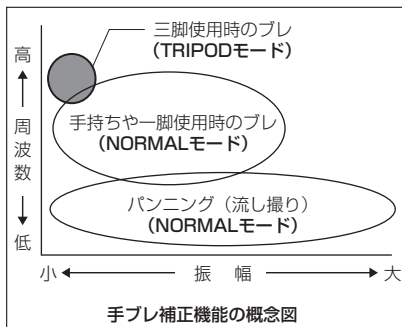 三脚使用時のブレ
(TRIPODモード)
高
周波数
低
手持ちや一脚使用時のブレ
(NORMALモード)
パンニング（流し撮り）
(NORMALモード)
小
振幅
大
手ブレ補正機能の概念図